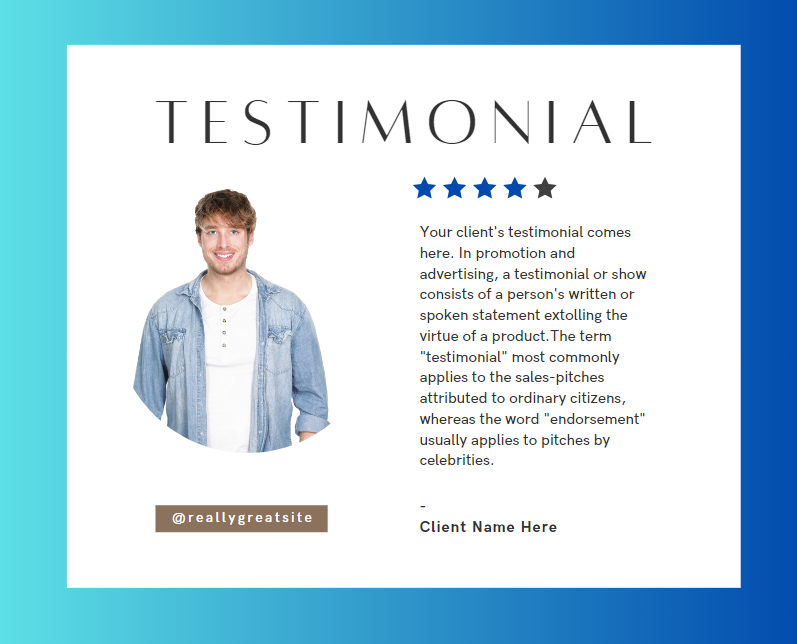 TESTIMONIAL
Your client's testimonial comes
here. In promotion and
advertising, a testimonial or show
consists of a person's written or
spoken statement extolling the
virtue of a product.The term
"testimonial" most commonly
applies to the sales-pitches
attributed to ordinary citizens,
whereas the word "endorsement"
usually applies to pitches by
celebrities.
-
Client Name Here
@reallygreatsite